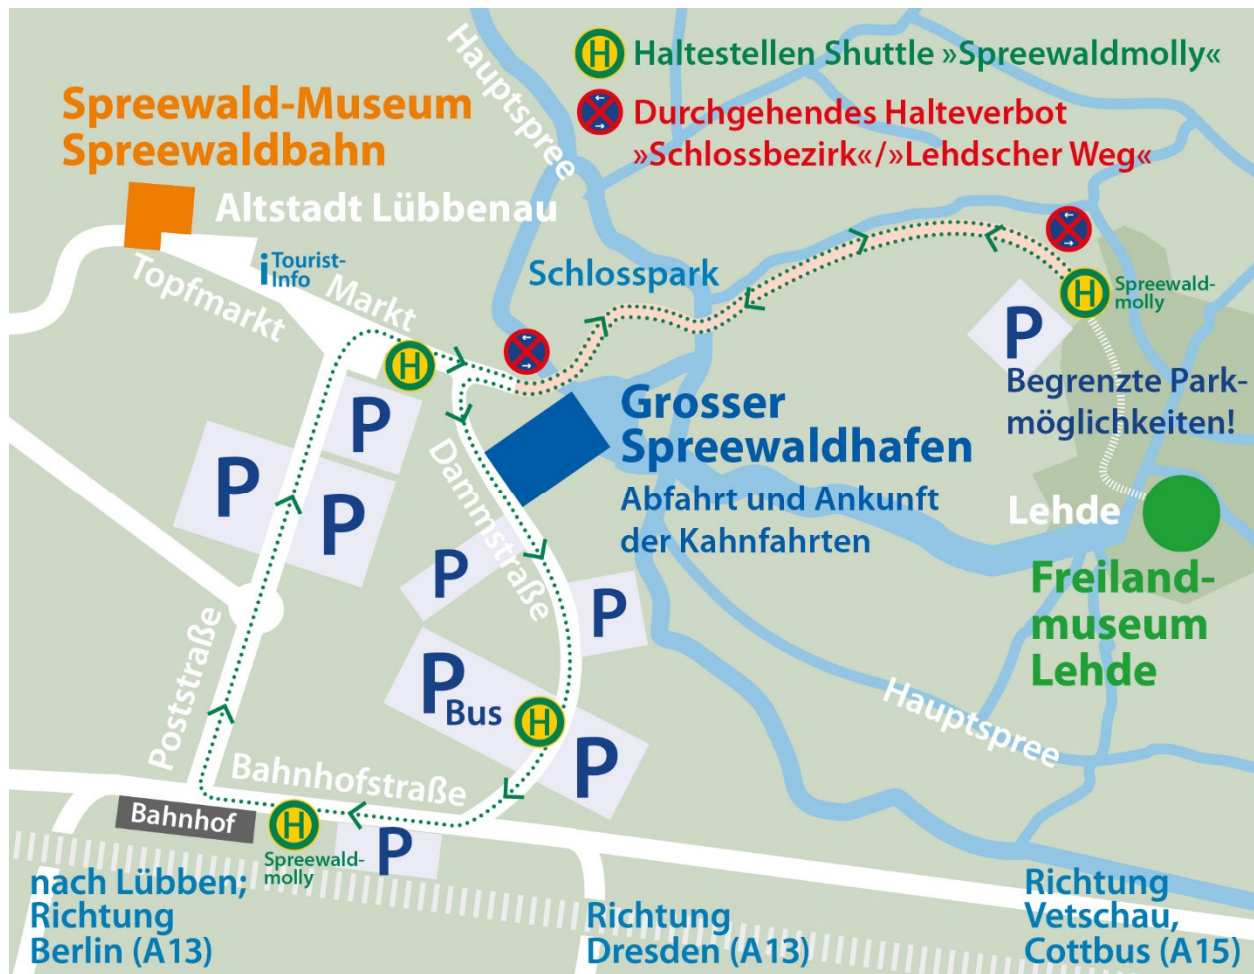 H Haltestellen Shuttle »Spreewaldmolly«
Durchgehendes Halteverbot
»Schlossbezirk«/»Lehdscher Weg«
Hauptspree
Spreewald-Museum
Spreewaldbahn
Altstadt Lübbenau
i Tourist-
Info
Topfmarkt
Markt
Schlosspark
H
Spreewald-
molly
P
Begrenzte Park-
möglichkeiten!
H
P
P
P
Grosser
Spreewaldhafen
Abfahrt und Ankunft
der Kahnfahrten
Dammstraße
Lehde
Freiland-
museum
Lehde
P
P
P
Bus
H
P
Hauptspree
Poststraße
Bahnhofstraße
Bahnhof
H
Spreewald-
molly
P
nach Lübben;
Richtung
Berlin (A13)
Richtung
Dresden (A13)
Richtung
Vetschau,
Cottbus (A15)